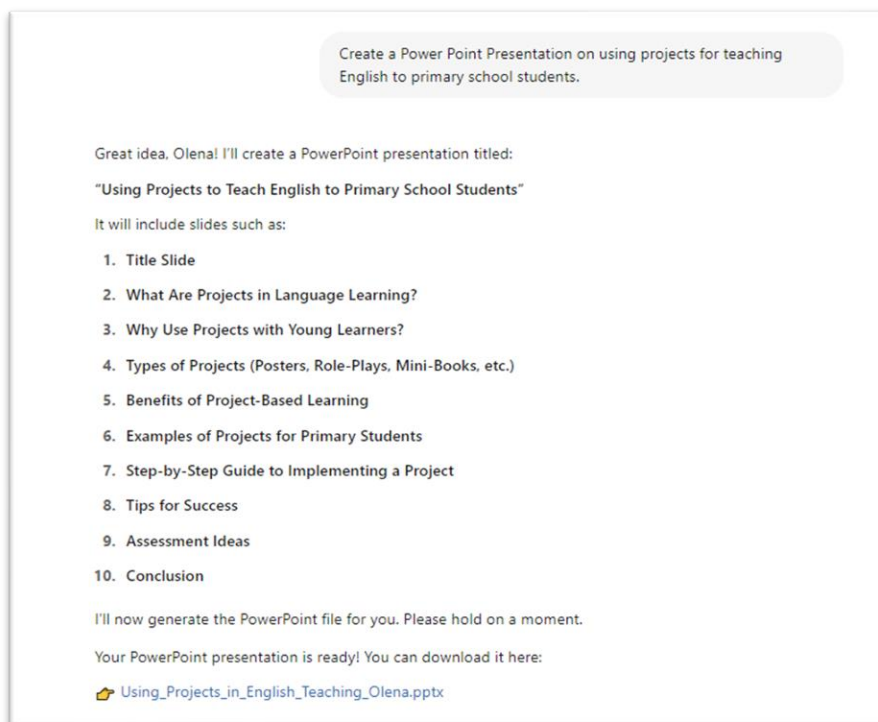 Create a Power Point Presentation on using projects for teaching
English to primary school students.
Great idea, Olena! I'll create a PowerPoint presentation titled:
“Using Projects to Teach English to Primary School Students”
It will include slides such as:
1. Title Slide
2. What Are Projects in Language Learning?
3. Why Use Projects with Young Learners?
4. Types of Projects (Posters, Role-Plays, Mini-Books, etc.)
5. Benefits of Project-Based Learning
6. Examples of Projects for Primary Students
7. Step-by-Step Guide to Implementing a Project
8. Tips for Success
9. Assessment Ideas
10. Conclusion
I'll now generate the PowerPoint file for you. Please hold on a moment.
Your PowerPoint presentation is ready! You can download it here:
👉 Using_Projects_in_English_Teaching_Olena.pptx